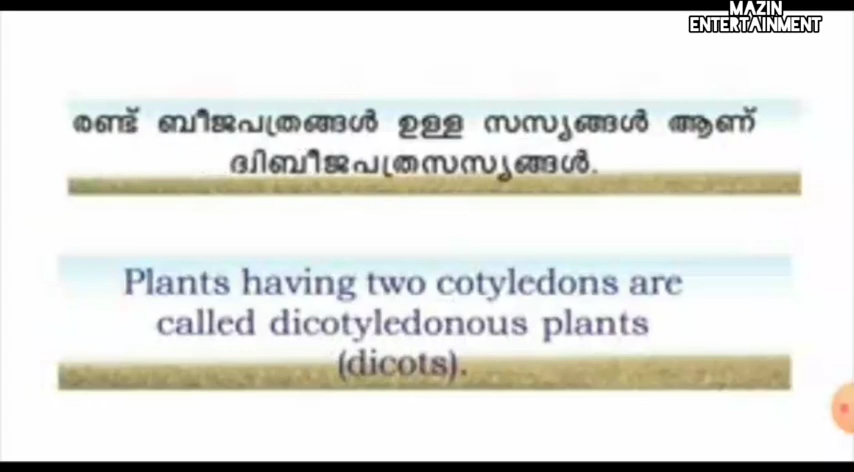 MAZIN
ENTERTAINMENT
രണ്ട് ബീജപത്രങ്ങൾ ഉള്ള സസ്യങ്ങൾ ആണ്
ദ്വിബീജപത്രസസ്യങ്ങൾ.
Plants having two cotyledons are
called dicotyledonous plants
(dicots).